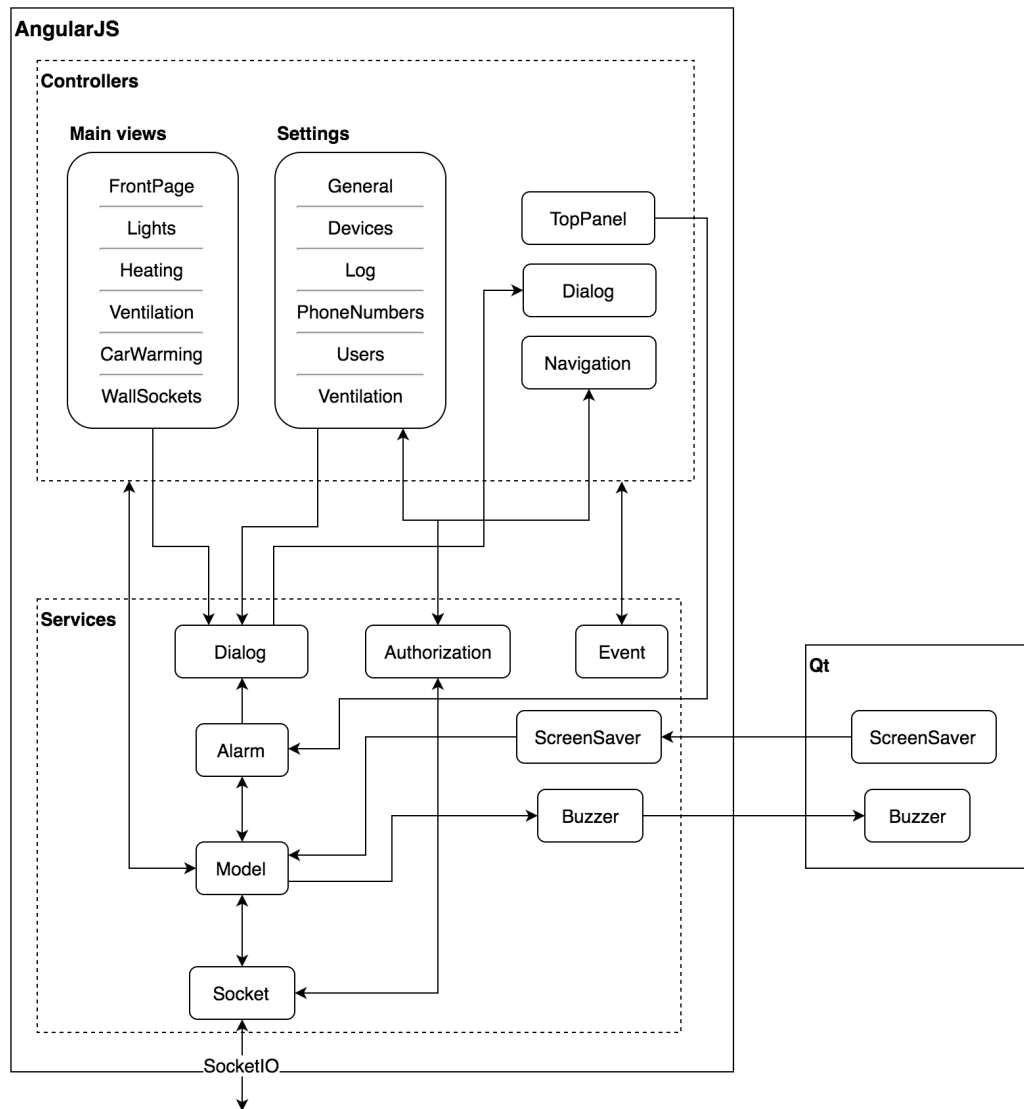 AngularJS
Controllers
Main views
FrontPage
Lights
Heating
Ventilation
CarWarming
WallSockets
Settings
General
Devices
Log
PhoneNumbers
Users
Ventilation
TopPanel
Dialog
Navigation
Services
Dialog
Authorization
Event
Alarm
ScreenSaver
Buzzer
Model
Socket
SocketIO
Qt
ScreenSaver
Buzzer